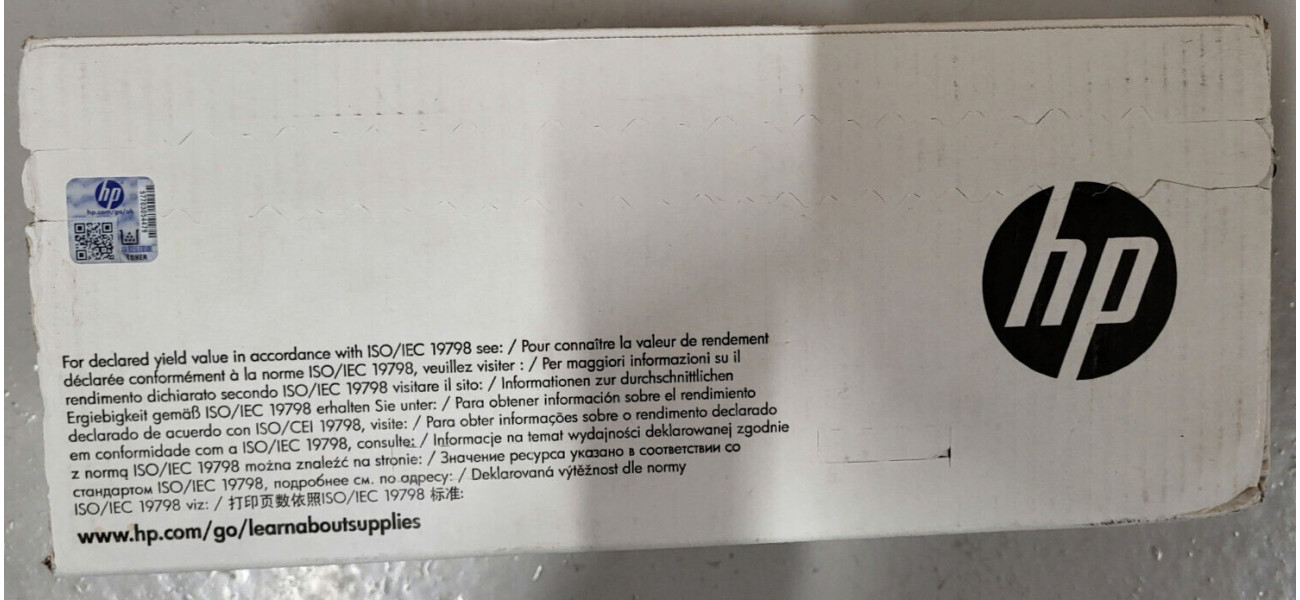 hp
hp.com/go/ok
TONER
hp
For declared yield value in accordance with ISO/IEC 19798 see: / Pour connaître la valeur de rendement
déclarée conformément à la norme ISO/IEC 19798, veuillez visiter : / Per maggiori informazioni su il
rendimento dichiarato secondo ISO/IEC 19798 visitare il sito: / Informationen zur durchschnittlichen
Ergiebigkeit gemäß ISO/IEC 19798 erhalten Sie unter: / Para obtener información sobre el rendimiento
declarado de acuerdo con ISO/CEI 19798, visite: / Para obter informações sobre o rendimento declarado
em conformidade com a ISO/IEC 19798, consulte: / Informacje na temat wydajności deklarowanej zgodnie
z normą ISO/IEC 19798 można znaleźć na stronie: / Значение ресурса указано в соответствии со
стандартом ISO/IEC 19798, подробнее см. по адресу: / Deklarovaná výtěžnost dle normy
ISO/IEC 19798 viz: / 打印页数依照ISO/IEC 19798 标准:
www.hp.com/go/learnaboutsupplies